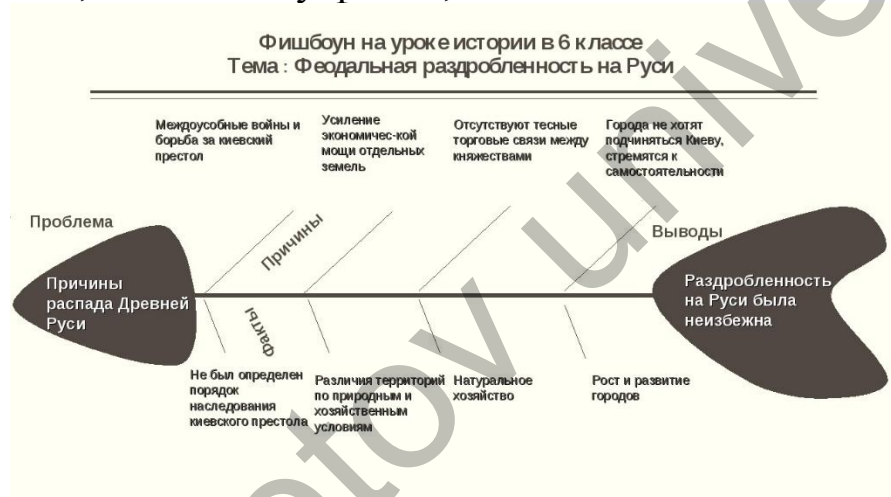 Фишбоун на уроке истории в 6 классе
Тема : Феодальная раздробленность на Руси
Междоусобные войны и
борьба за киевский
престол
Усиление
экономичес-кой
мощи отдельных
земель
Отсутствуют тесные
торговые связи между
княжествами
Города не хотят
подчиняться Киеву,
стремятся к
самостоятельности
Проблема
Причины
Выводы
Причины
распада Древней
Руси
Раздробленность
на Руси была
неизбежна
Факты
Не был определен
порядок
наследования
киевского престола
Различия территорий
по природным и
хозяйственным
условиям
Натуральное
хозяйство
Рост и развитие
городов